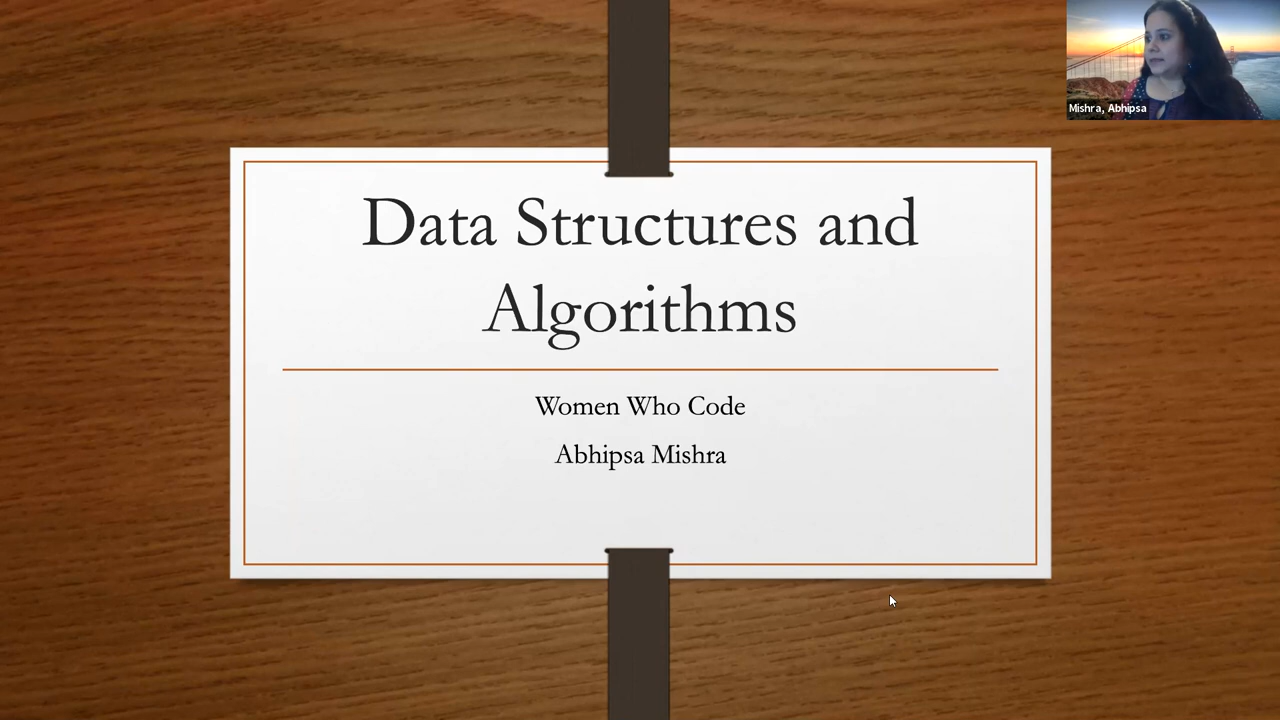 Mishra, Abhipsa
Data Structures and
Algorithms
Women Who Code
Abhipsa Mishra